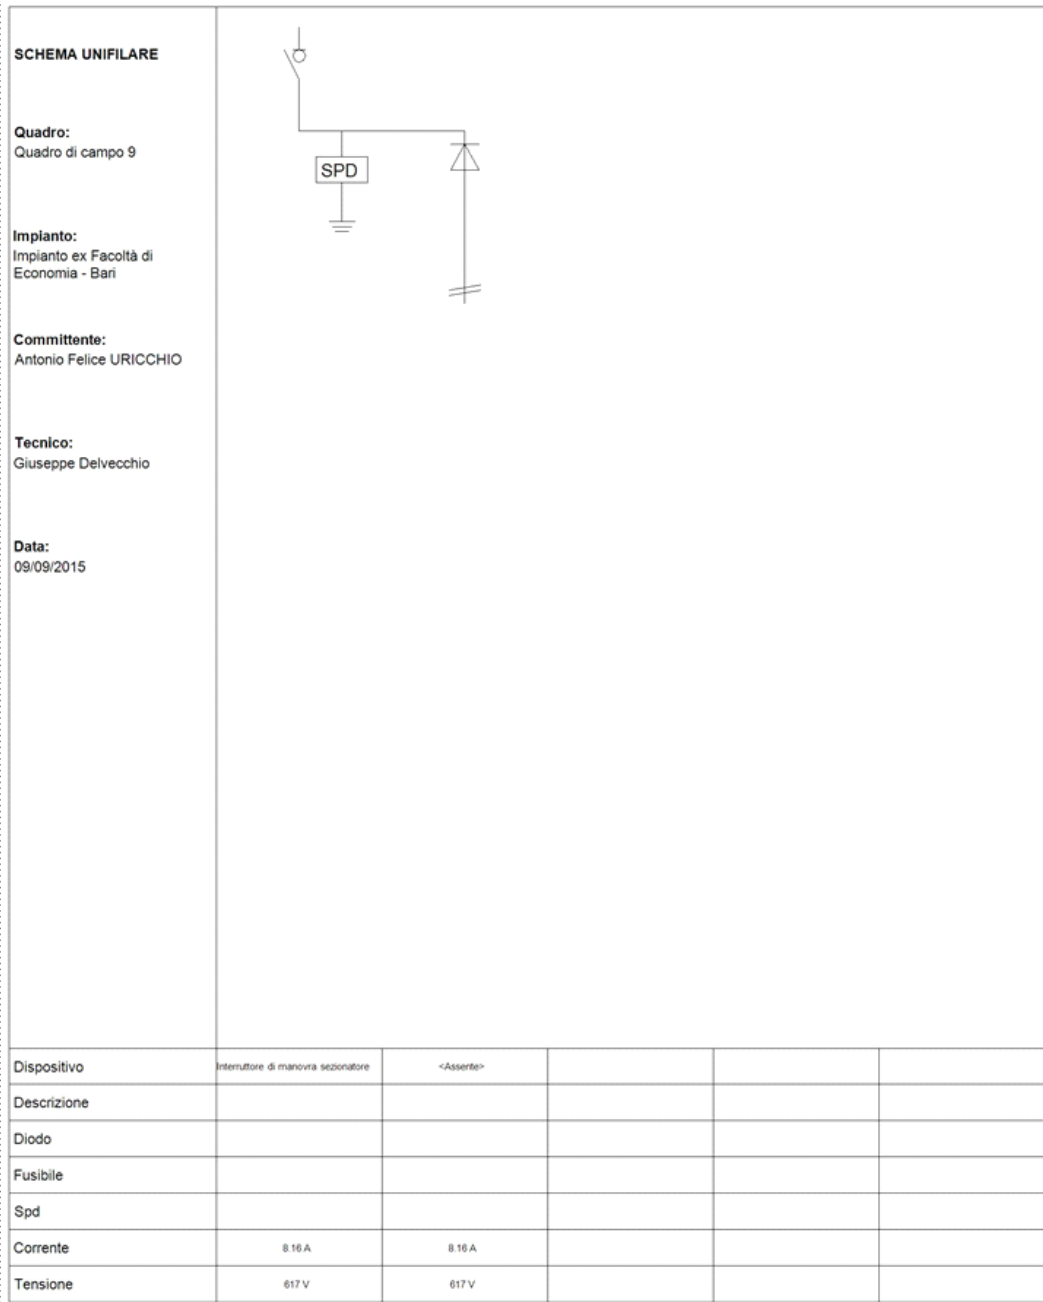 SCHEMA UNIFILARE
Quadro:
Quadro di campo 9
Impianto:
Impianto ex Facoltà di
Economia - Bari
Committente:
Antonio Felice URICCHIO
Tecnico:
Giuseppe Delvecchio
Data:
09/09/2015
SPD
Dispositivo Interruttore di manovra sezionatore <Assente>
Descrizione
Diodo
Fusibile
Spd
Corrente 8.16 A 8.16 A
Tensione 617 V 617 V